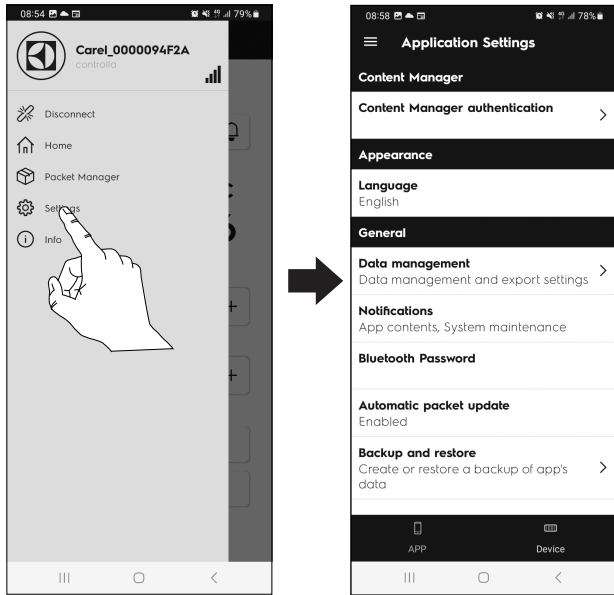 08:54
79%
Carel_0000094F2A
controlla
Disconnect
Home
Packet Manager
Settings
Info
08:58
78%
Application Settings
Content Manager
Content Manager authentication
Appearance
Language
English
General
Data management
Data management and export settings
Notifications
App contents, System maintenance
Bluetooth Password
Automatic packet update
Enabled
Backup and restore
Create or restore a backup of app's
data
APP
Device